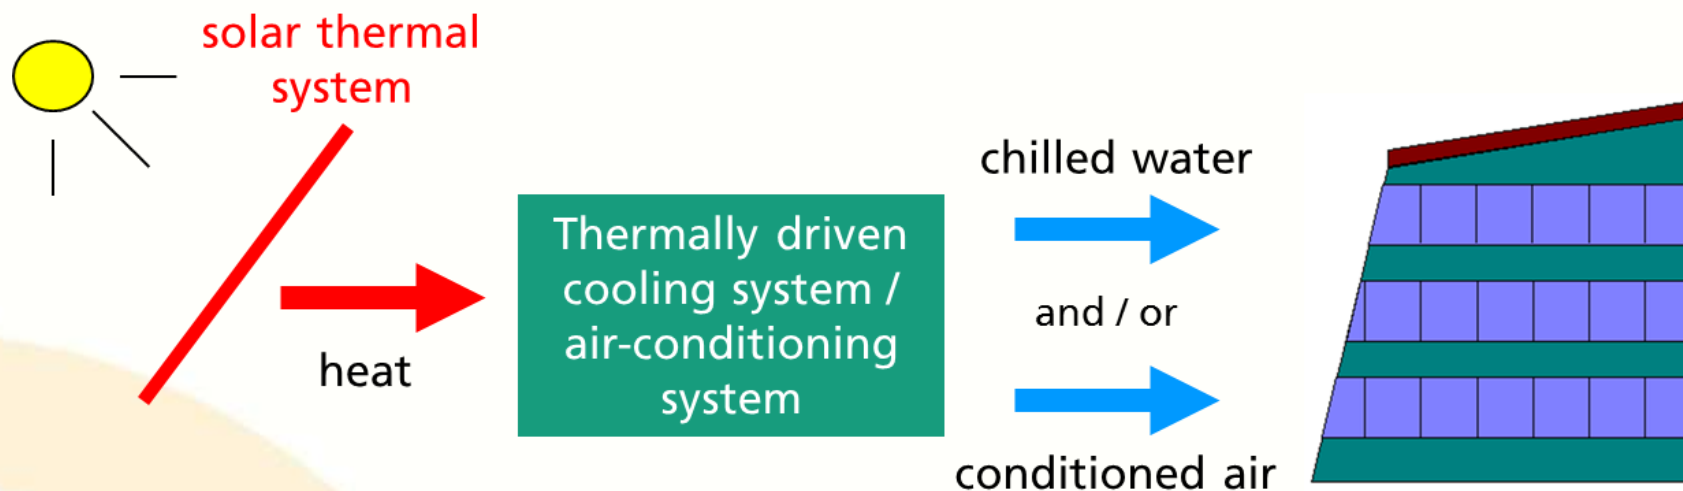 solar thermal
system
heat
Thermally driven
cooling system /
air-conditioning
system
chilled water
and / or
conditioned air